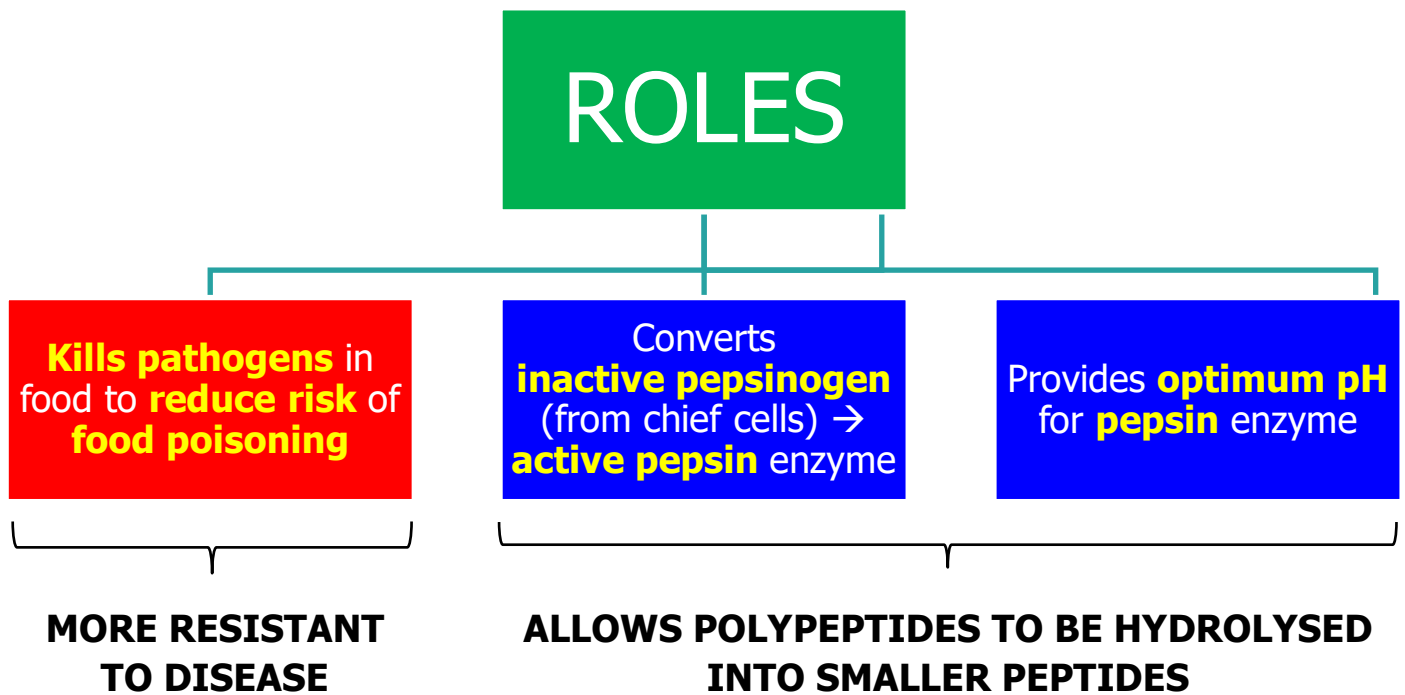 ROLES
Kills pathogens in
food to reduce risk of
food poisoning
Converts
inactive pepsinogen
(from chief cells) →
active pepsin enzyme
Provides optimum pH
for pepsin enzyme
MORE RESISTANT
TO DISEASE
ALLOWS POLYPEPTIDES TO BE HYDROLYSED
INTO SMALLER PEPTIDES